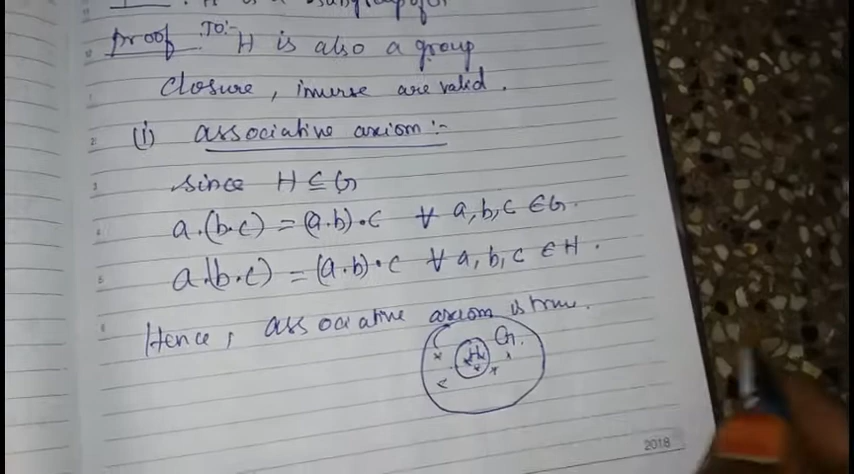 Proof TO:- H is also a group
closure, inverse are valid.
(i) associative axiom :-
since H ⊆ G
a.(b.c) = (a.b).c ∀ a,b,c ∈ G.
a.(b.c) = (a.b).c ∀ a,b,c ∈ H.
Hence, associative axiom is true.
G.
H
2018